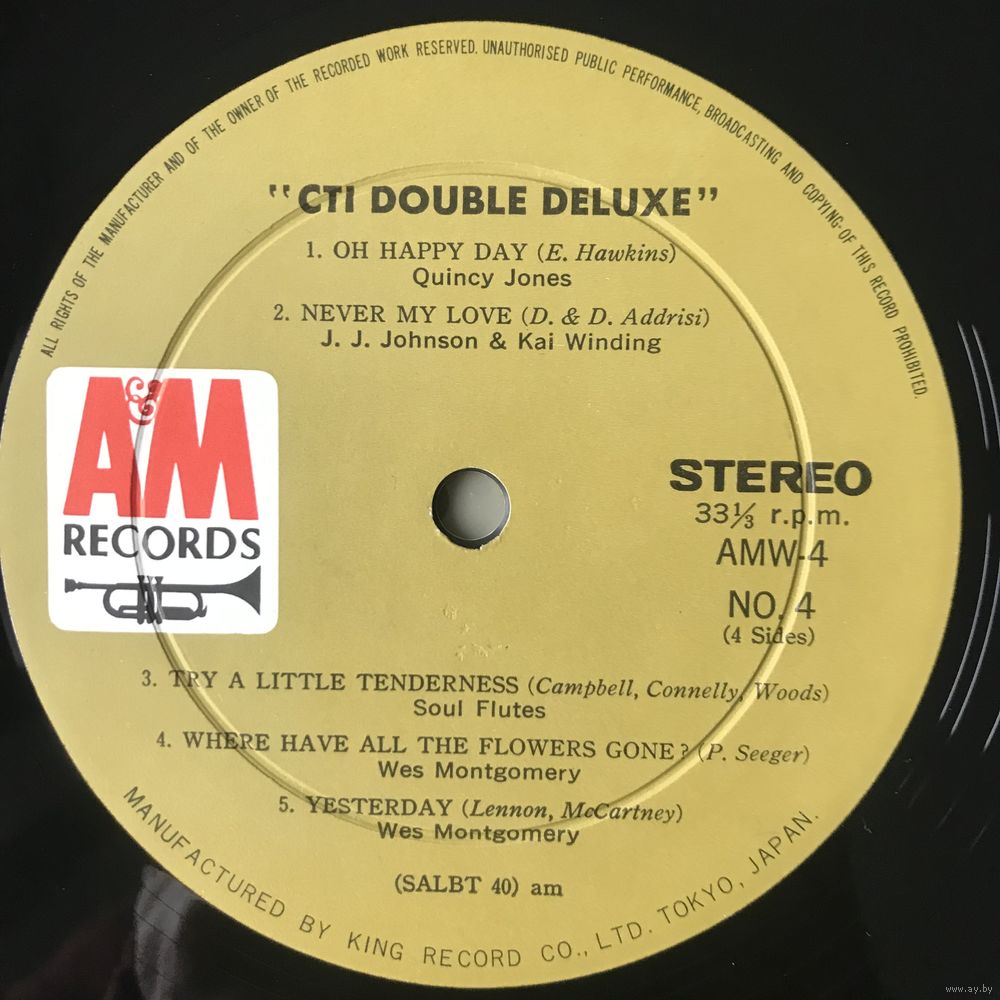 ALL RIGHTS OF THE MANUFACTURER AND OF THE OWNER OF THE RECORDED WORK RESERVED. UNAUTHORISED PUBLIC PERFORMANCE, BROADCASTING AND COPYING OF THIS RECORD PROHIBITED.
"CTI DOUBLE DELUXE"
1. OH HAPPY DAY (E. Hawkins)
Quincy Jones
2. NEVER MY LOVE (D. & D. Addrisi)
J. J. Johnson & Kai Winding
A&M
RECORDS
STEREO
33⅓ r.p.m.
AMW-4
NO. 4
(4 Sides)
3. TRY A LITTLE TENDERNESS (Campbell, Connelly, Woods)
Soul Flutes
4. WHERE HAVE ALL THE FLOWERS GONE? (P. Seeger)
Wes Montgomery
5. YESTERDAY (Lennon, McCartney)
Wes Montgomery
(SALBT 40) am
MANUFACTURED BY KING RECORD CO., LTD. TOKYO, JAPAN.
www.ay.by